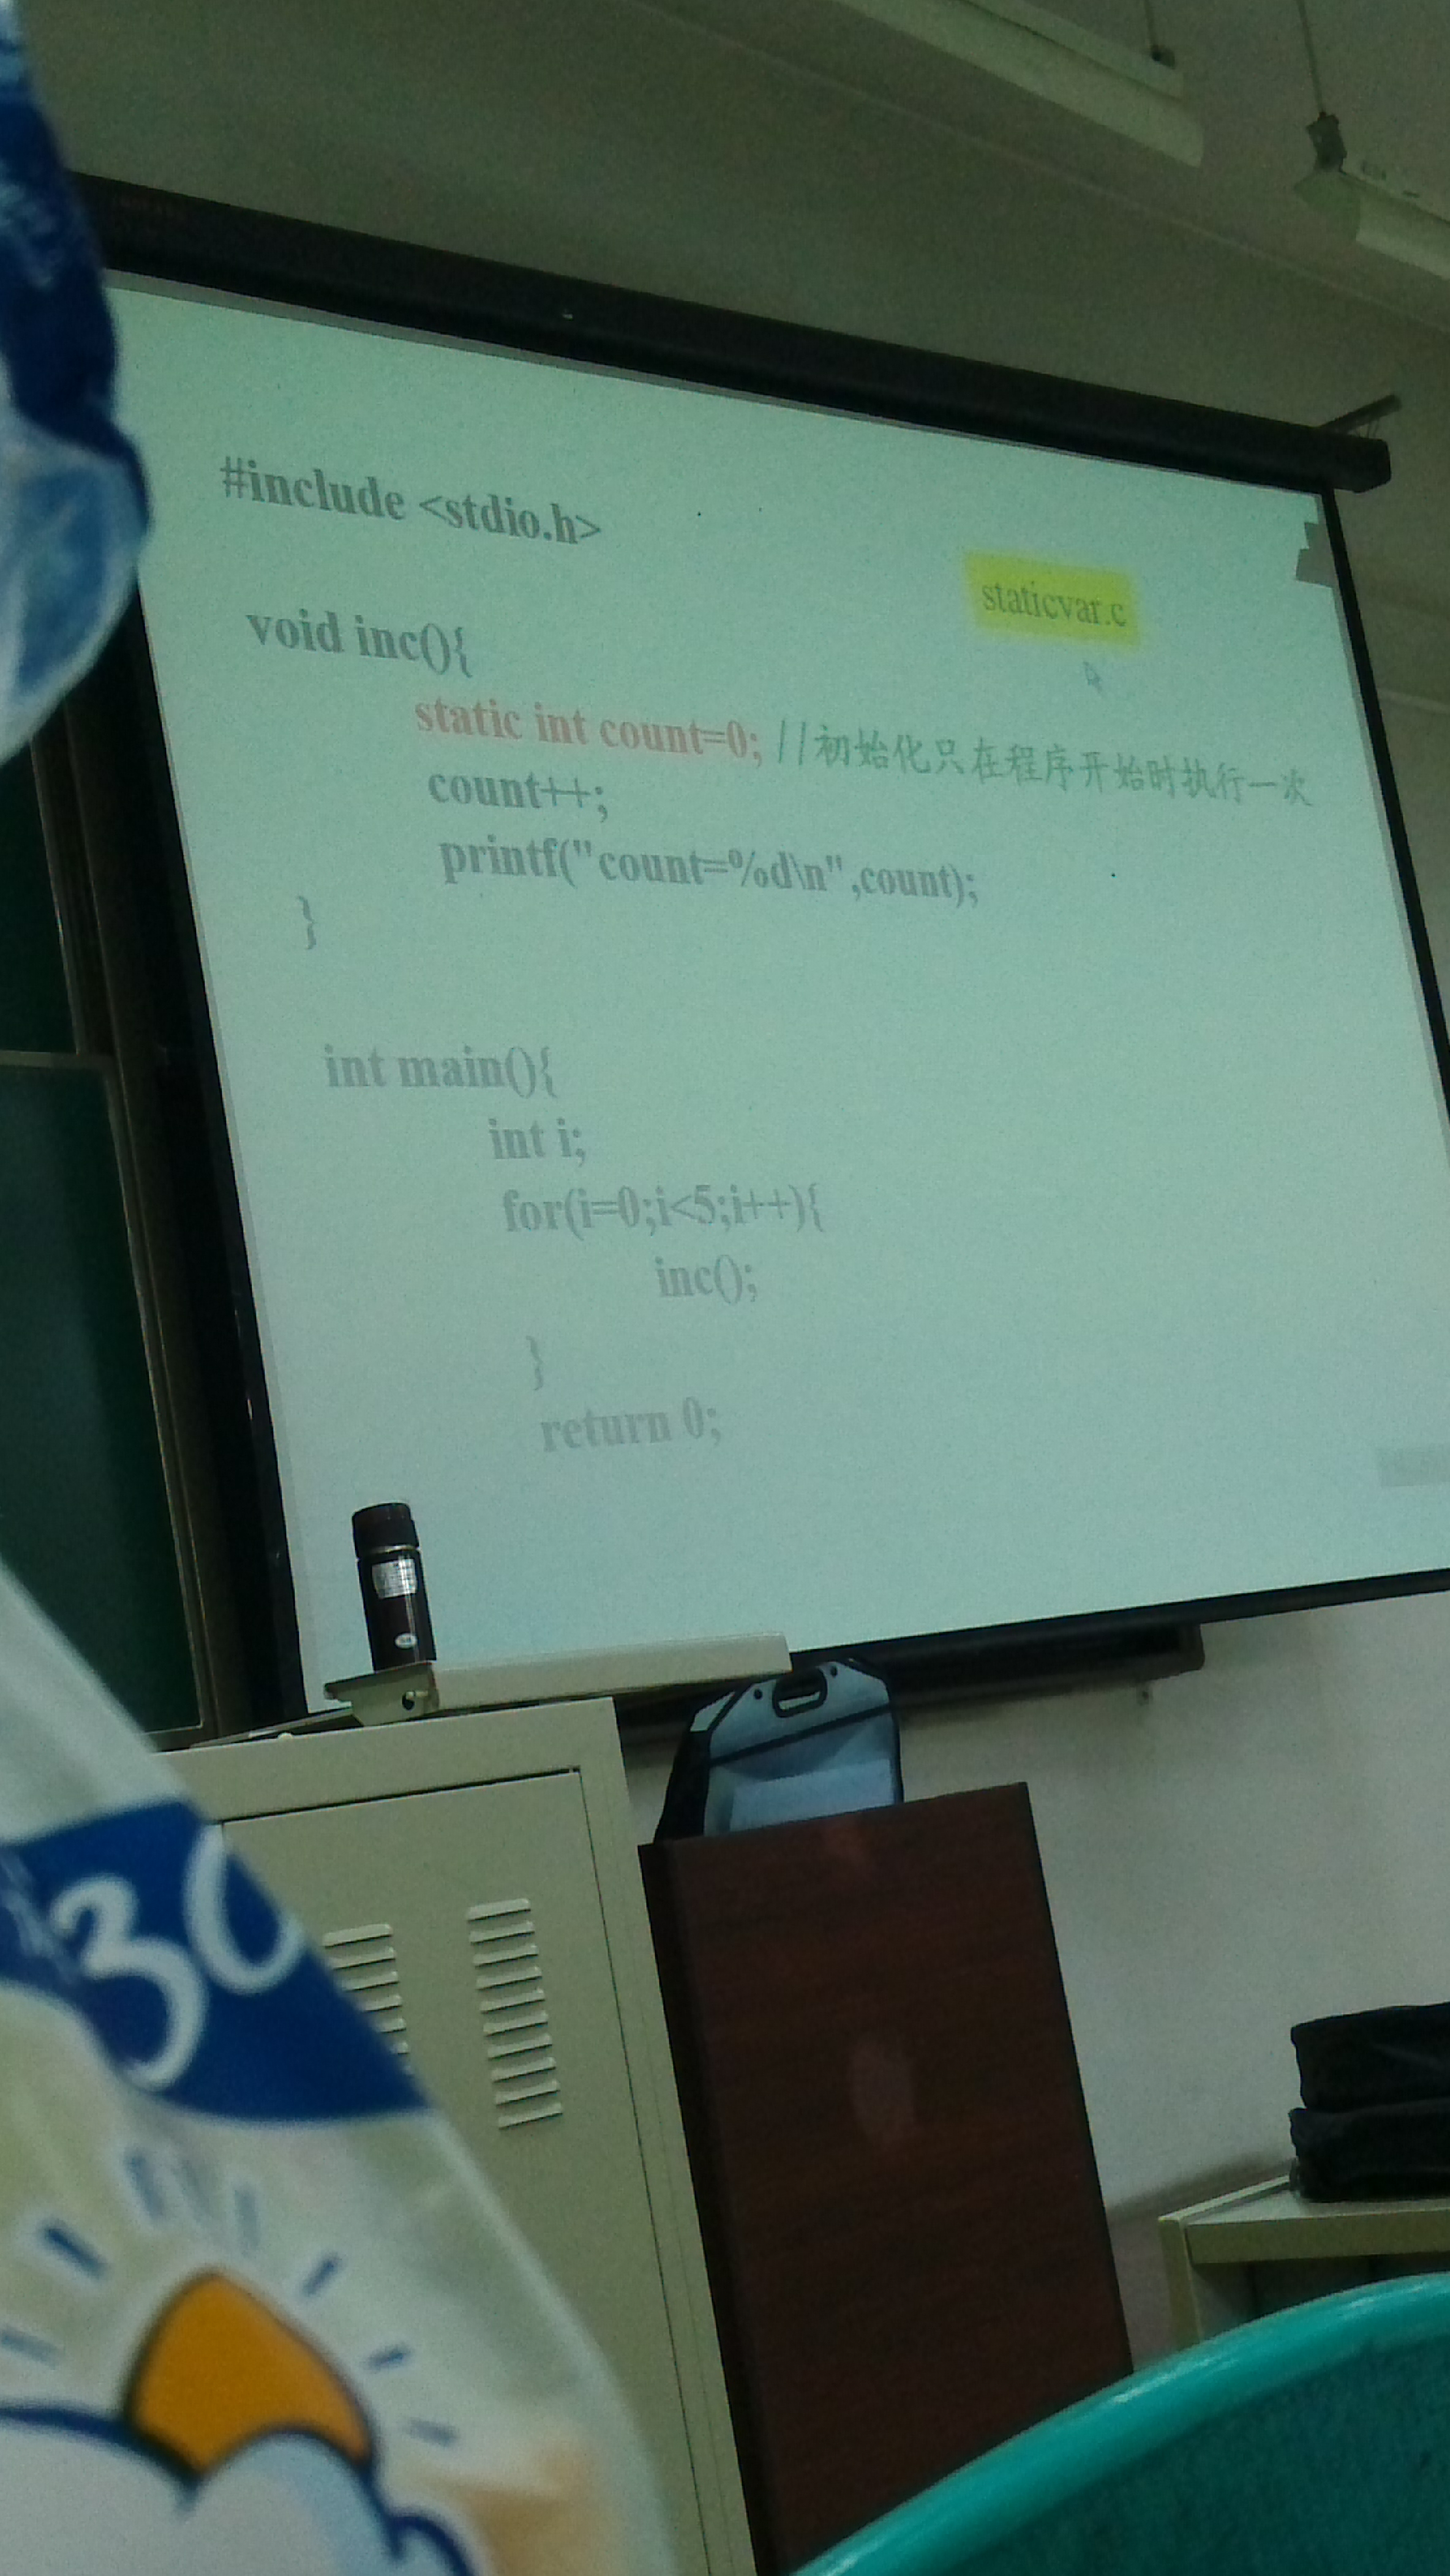 #include <stdio.h>
staticvar.c
void inc(){
static int count=0; //初始化只在程序开始时执行一次
count++;
printf("count=%d\n",count);
}
int main(){
int i;
for(i=0;i<5;i++){
inc();
}
return 0;
30